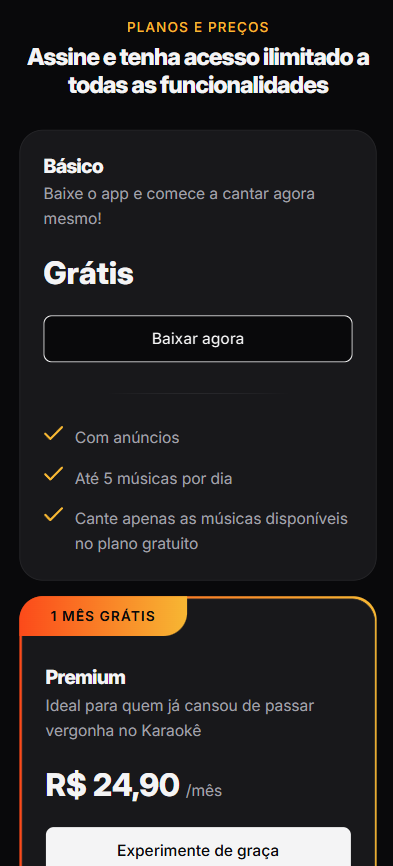 PLANOS E PREÇOS
Assine e tenha acesso ilimitado a
todas as funcionalidades
Básico
Baixe o app e comece a cantar agora
mesmo!
Grátis
Baixar agora
Com anúncios
Até 5 músicas por dia
Cante apenas as músicas disponíveis
no plano gratuito
1 MÊS GRÁTIS
Premium
Ideal para quem já cansou de passar
vergonha no Karaokê
R$ 24,90 /mês
Experimente de graça